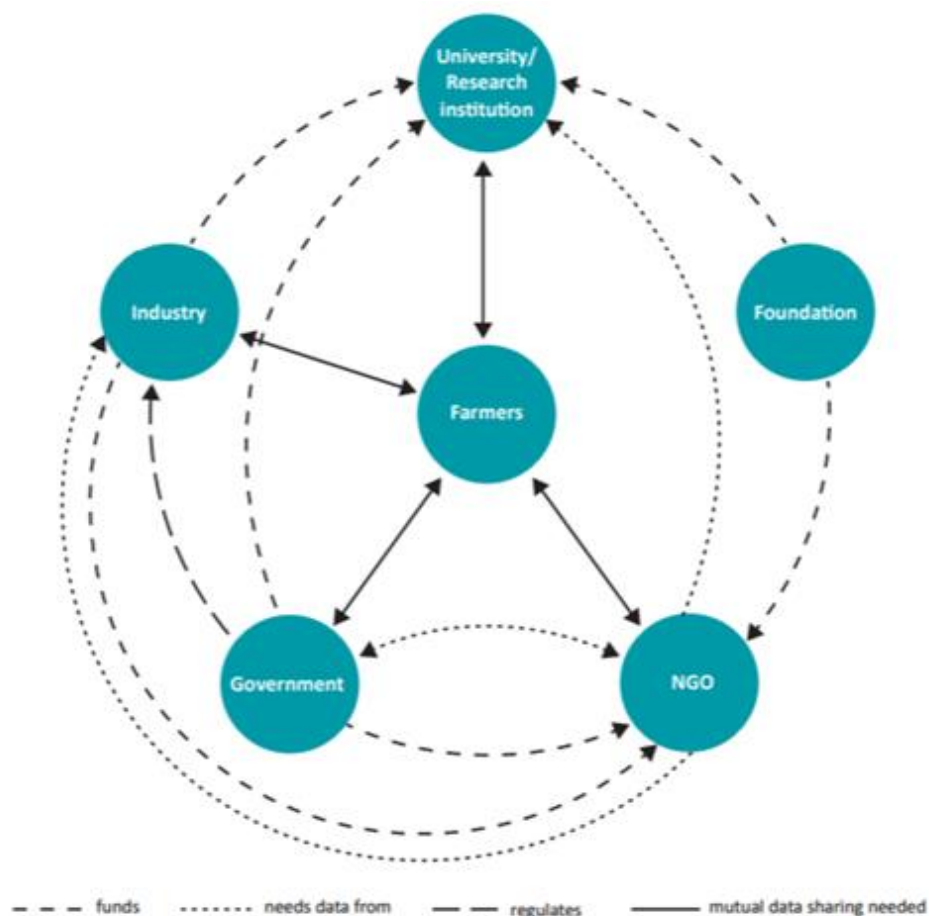 University/
Research
institution
Industry
Foundation
Farmers
Government
NGO
funds
needs data from
regulates
mutual data sharing needed